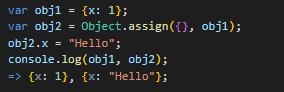 var obj1 = {x: 1};
var obj2 = Object.assign({}, obj1);
obj2.x = "Hello";
console.log(obj1, obj2);
=> {x: 1}, {x: "Hello"};